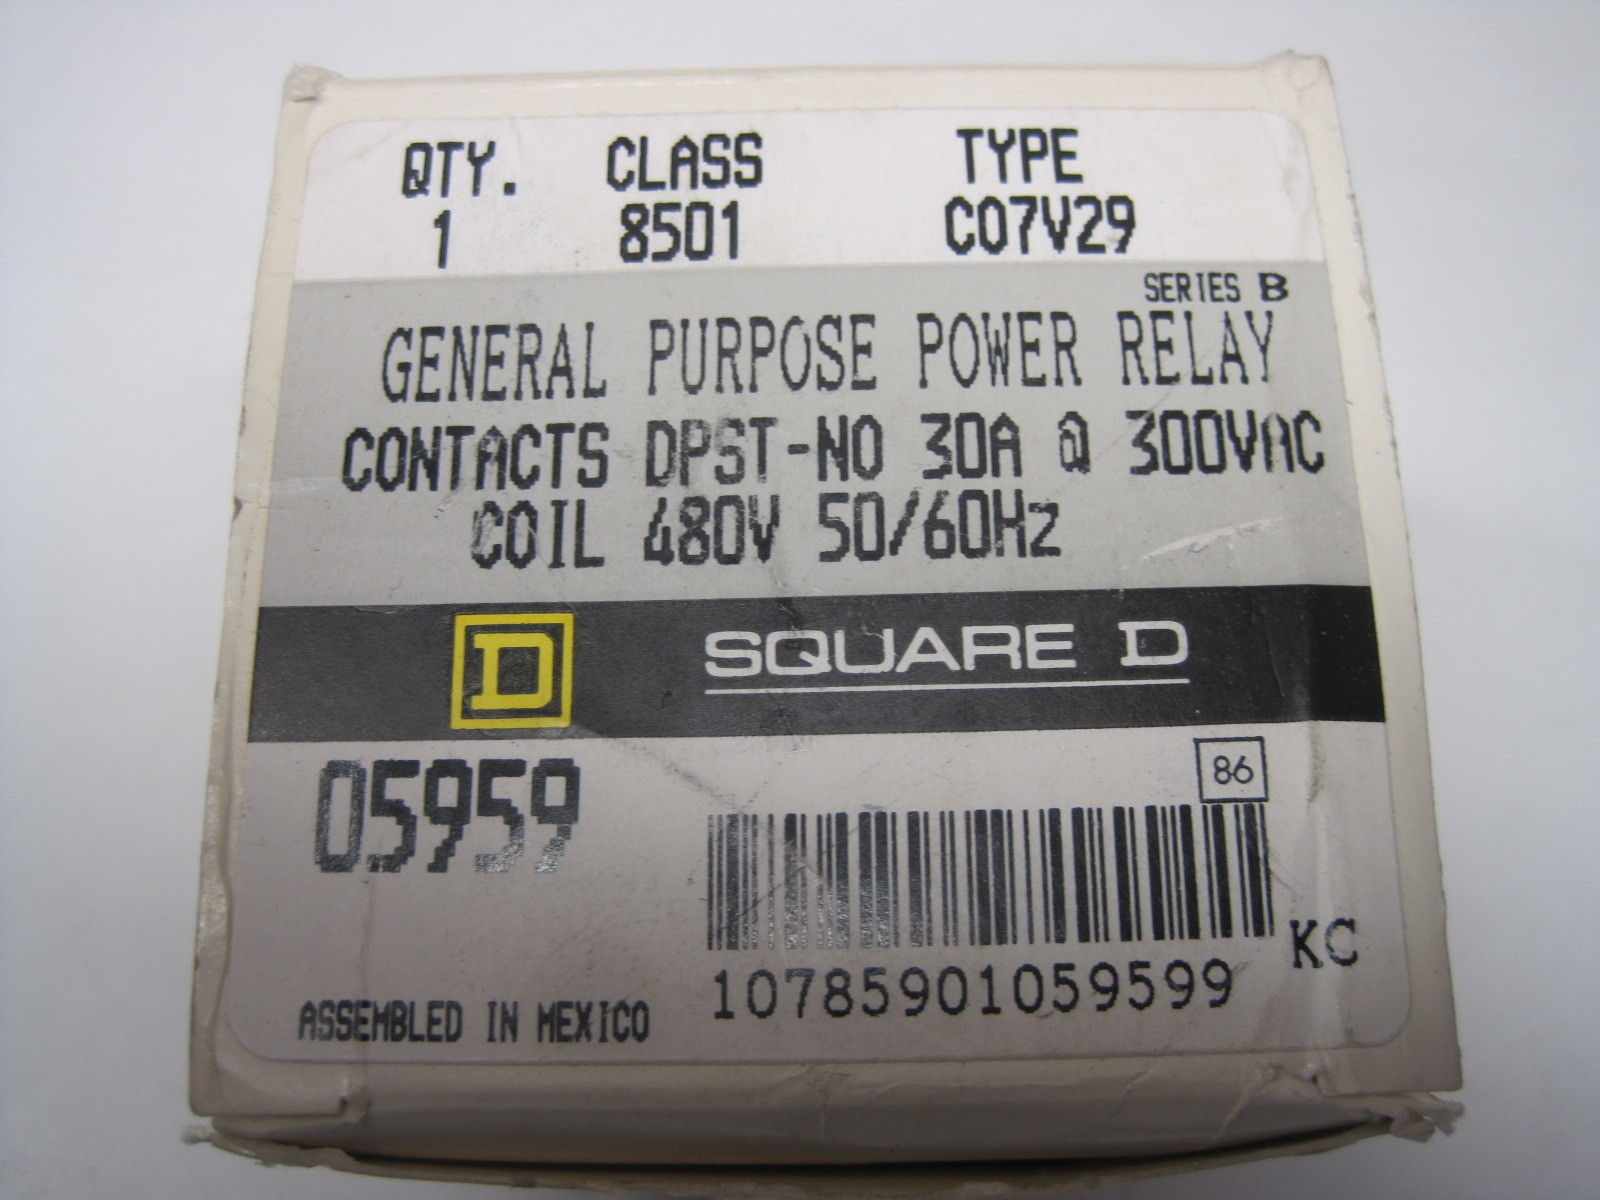 QTY. CLASS TYPE
1 8501 CO7V29
SERIES B
GENERAL PURPOSE POWER RELAY
CONTACTS DPST-NO 30A @ 300VAC
COIL 480V 50/60Hz
D SQUARE D
05959
86
KC
10785901059599
ASSEMBLED IN MEXICO